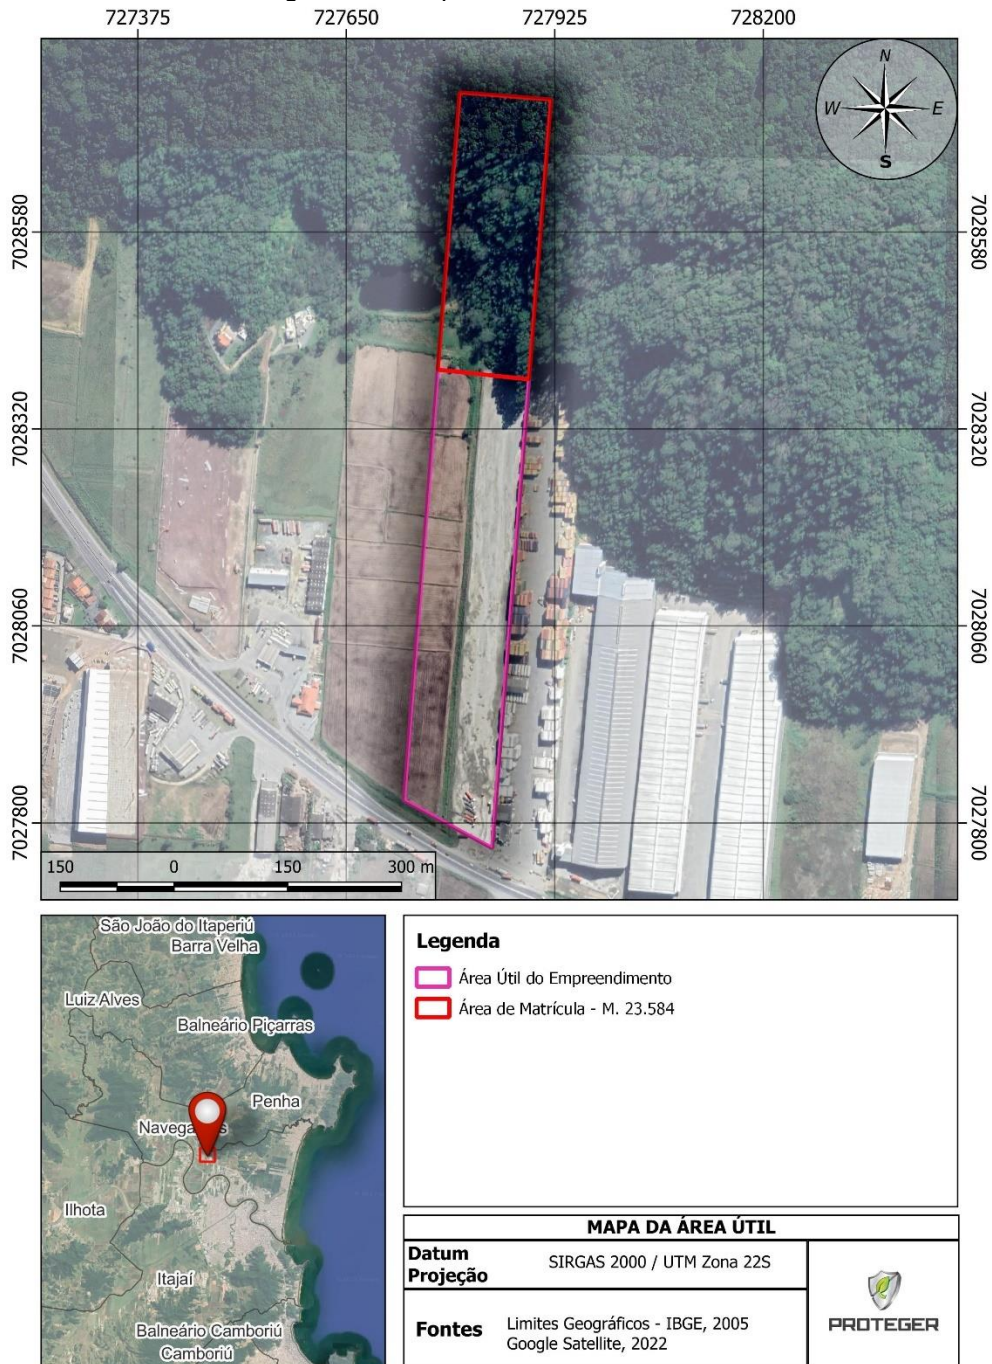 727375 727650 727925 728200
N
W E
S
7028580 7028580
7028320 7028320
7028060 7028060
7027800 7027800
150 0 150 300 m
São João do Itaperiú
Barra Velha
Luiz Alves
Balneário Piçarras
Penha
Ilhota
Itajaí
Balneário Camboriú
Camboriú
Legenda
Área Útil do Empreendimento
Área de Matrícula - M. 23.584
MAPA DA ÁREA ÚTIL
Datum
Projeção
SIRGAS 2000 / UTM Zona 22S
Fontes
Limites Geográficos - IBGE, 2005
Google Satellite, 2022
PROTEGER